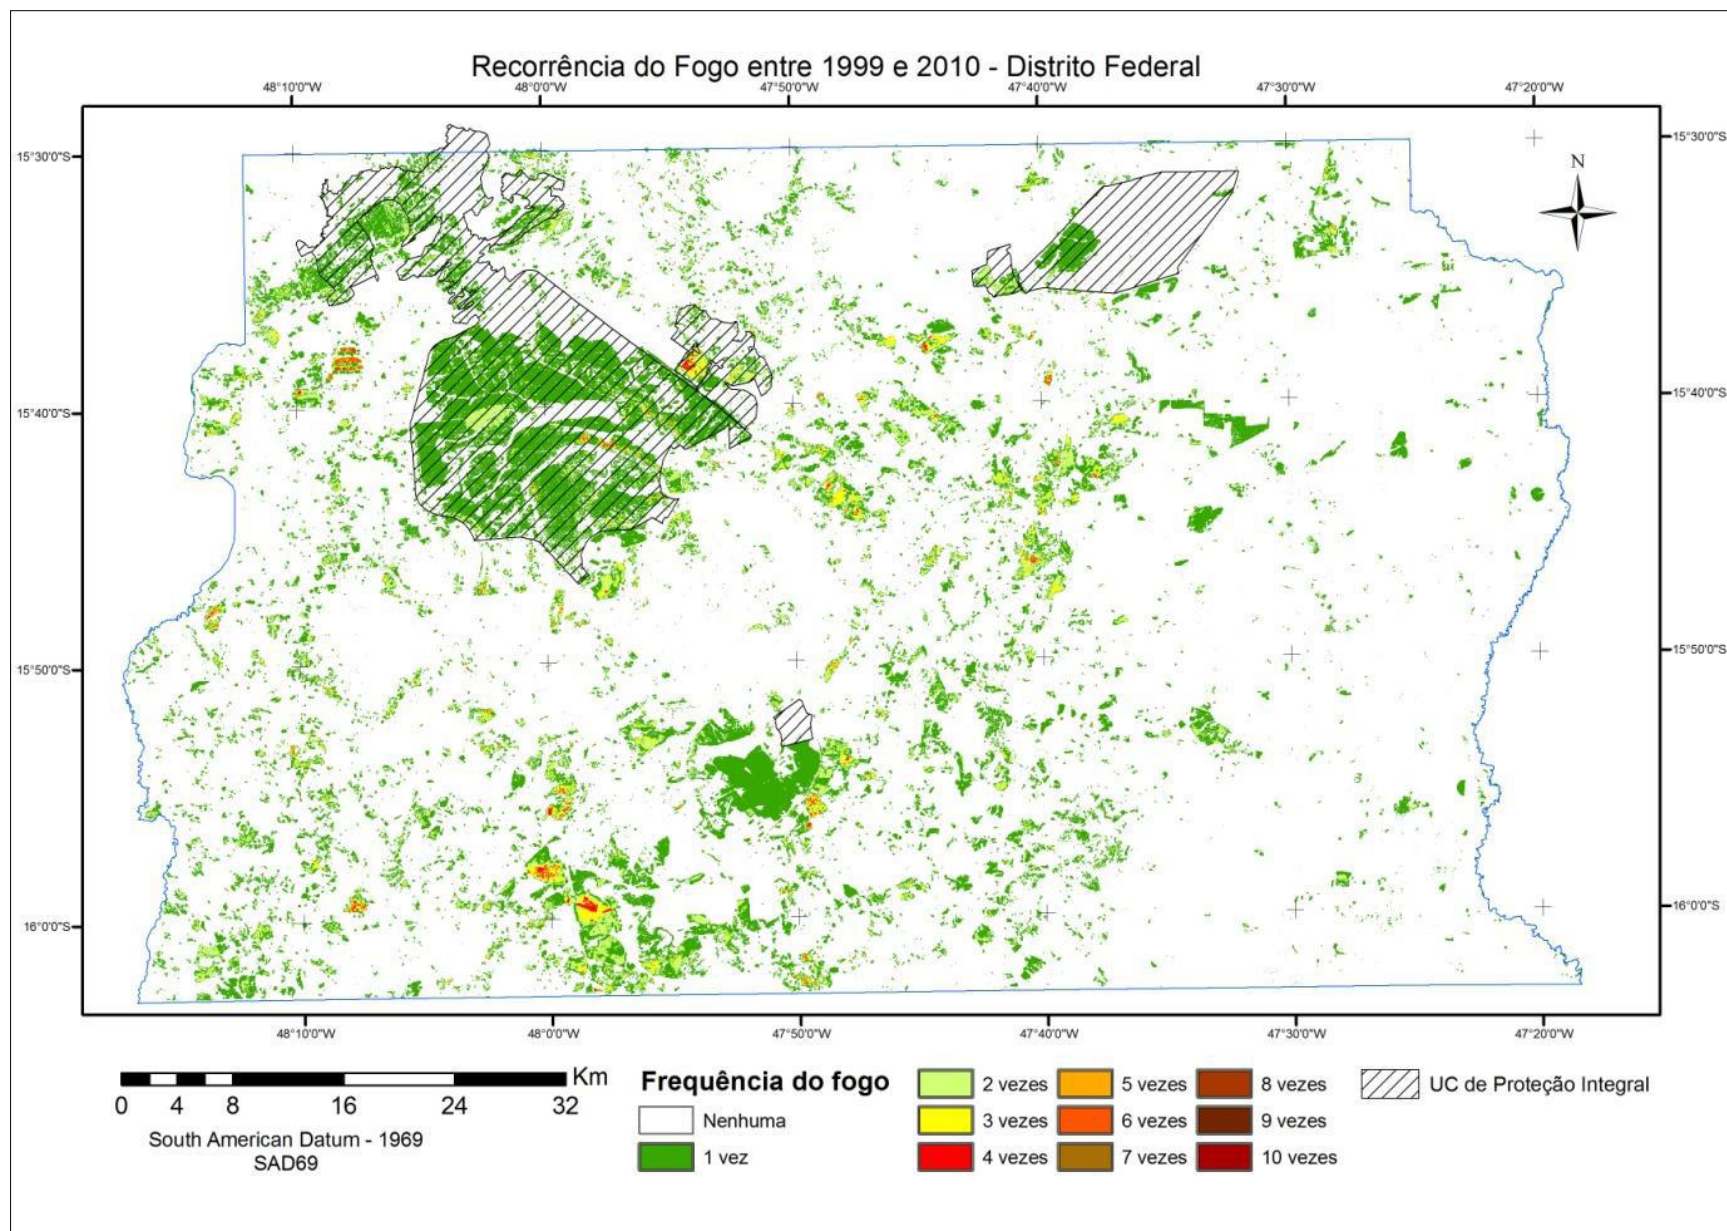 Recorrência do Fogo entre 1999 e 2010 - Distrito Federal
48°10'0"W 48°0'0"W 47°50'0"W 47°40'0"W 47°30'0"W 47°20'0"W
15°30'0"S 15°30'0"S
N
15°40'0"S 15°40'0"S
15°50'0"S 15°50'0"S
16°0'0"S 16°0'0"S
48°10'0"W 48°0'0"W 47°50'0"W 47°40'0"W 47°30'0"W 47°20'0"W
Km
0 4 8 16 24 32
South American Datum - 1969
SAD69
Frequência do fogo
Nenhuma
1 vez
2 vezes
3 vezes
4 vezes
5 vezes
6 vezes
7 vezes
8 vezes
9 vezes
10 vezes
UC de Proteção Integral